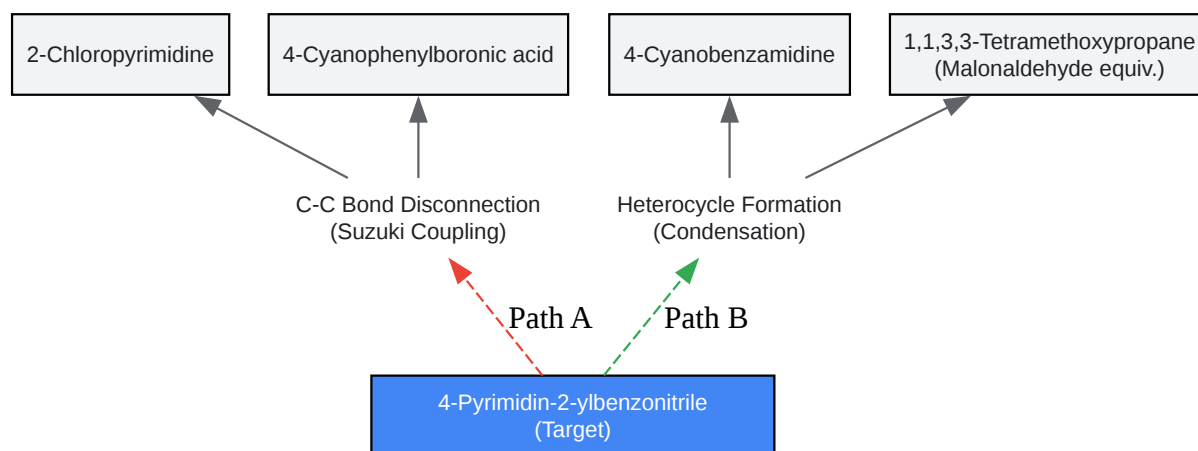 2-Chloropyrimidine
4-Cyanophenylboronic acid
4-Cyanobenzamidine
1,1,3,3-Tetramethoxypropane
(Malonaldehyde equiv.)
C-C Bond Disconnection
(Suzuki Coupling)
Heterocycle Formation
(Condensation)
Path A
Path B
4-Pyrimidin-2-ylbenzonitrile
(Target)